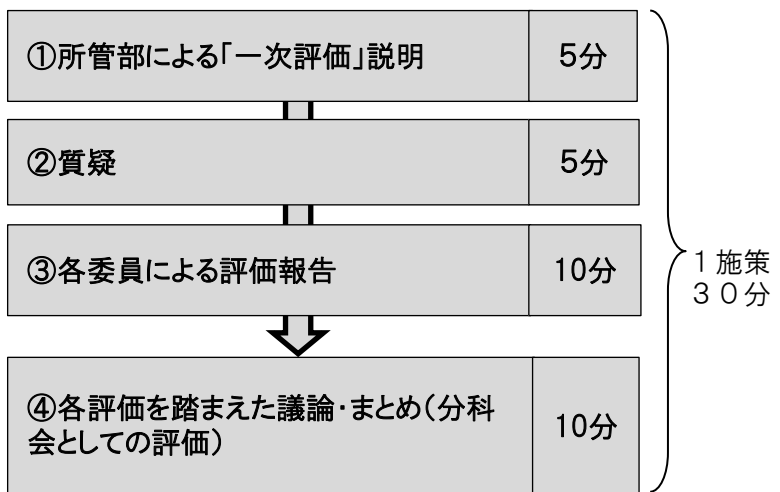 ①所管部による「一次評価」説明
5分
②質疑
5分
③各委員による評価報告
10分
1施策
30分
④各評価を踏まえた議論・まとめ(分科
会としての評価)
10分